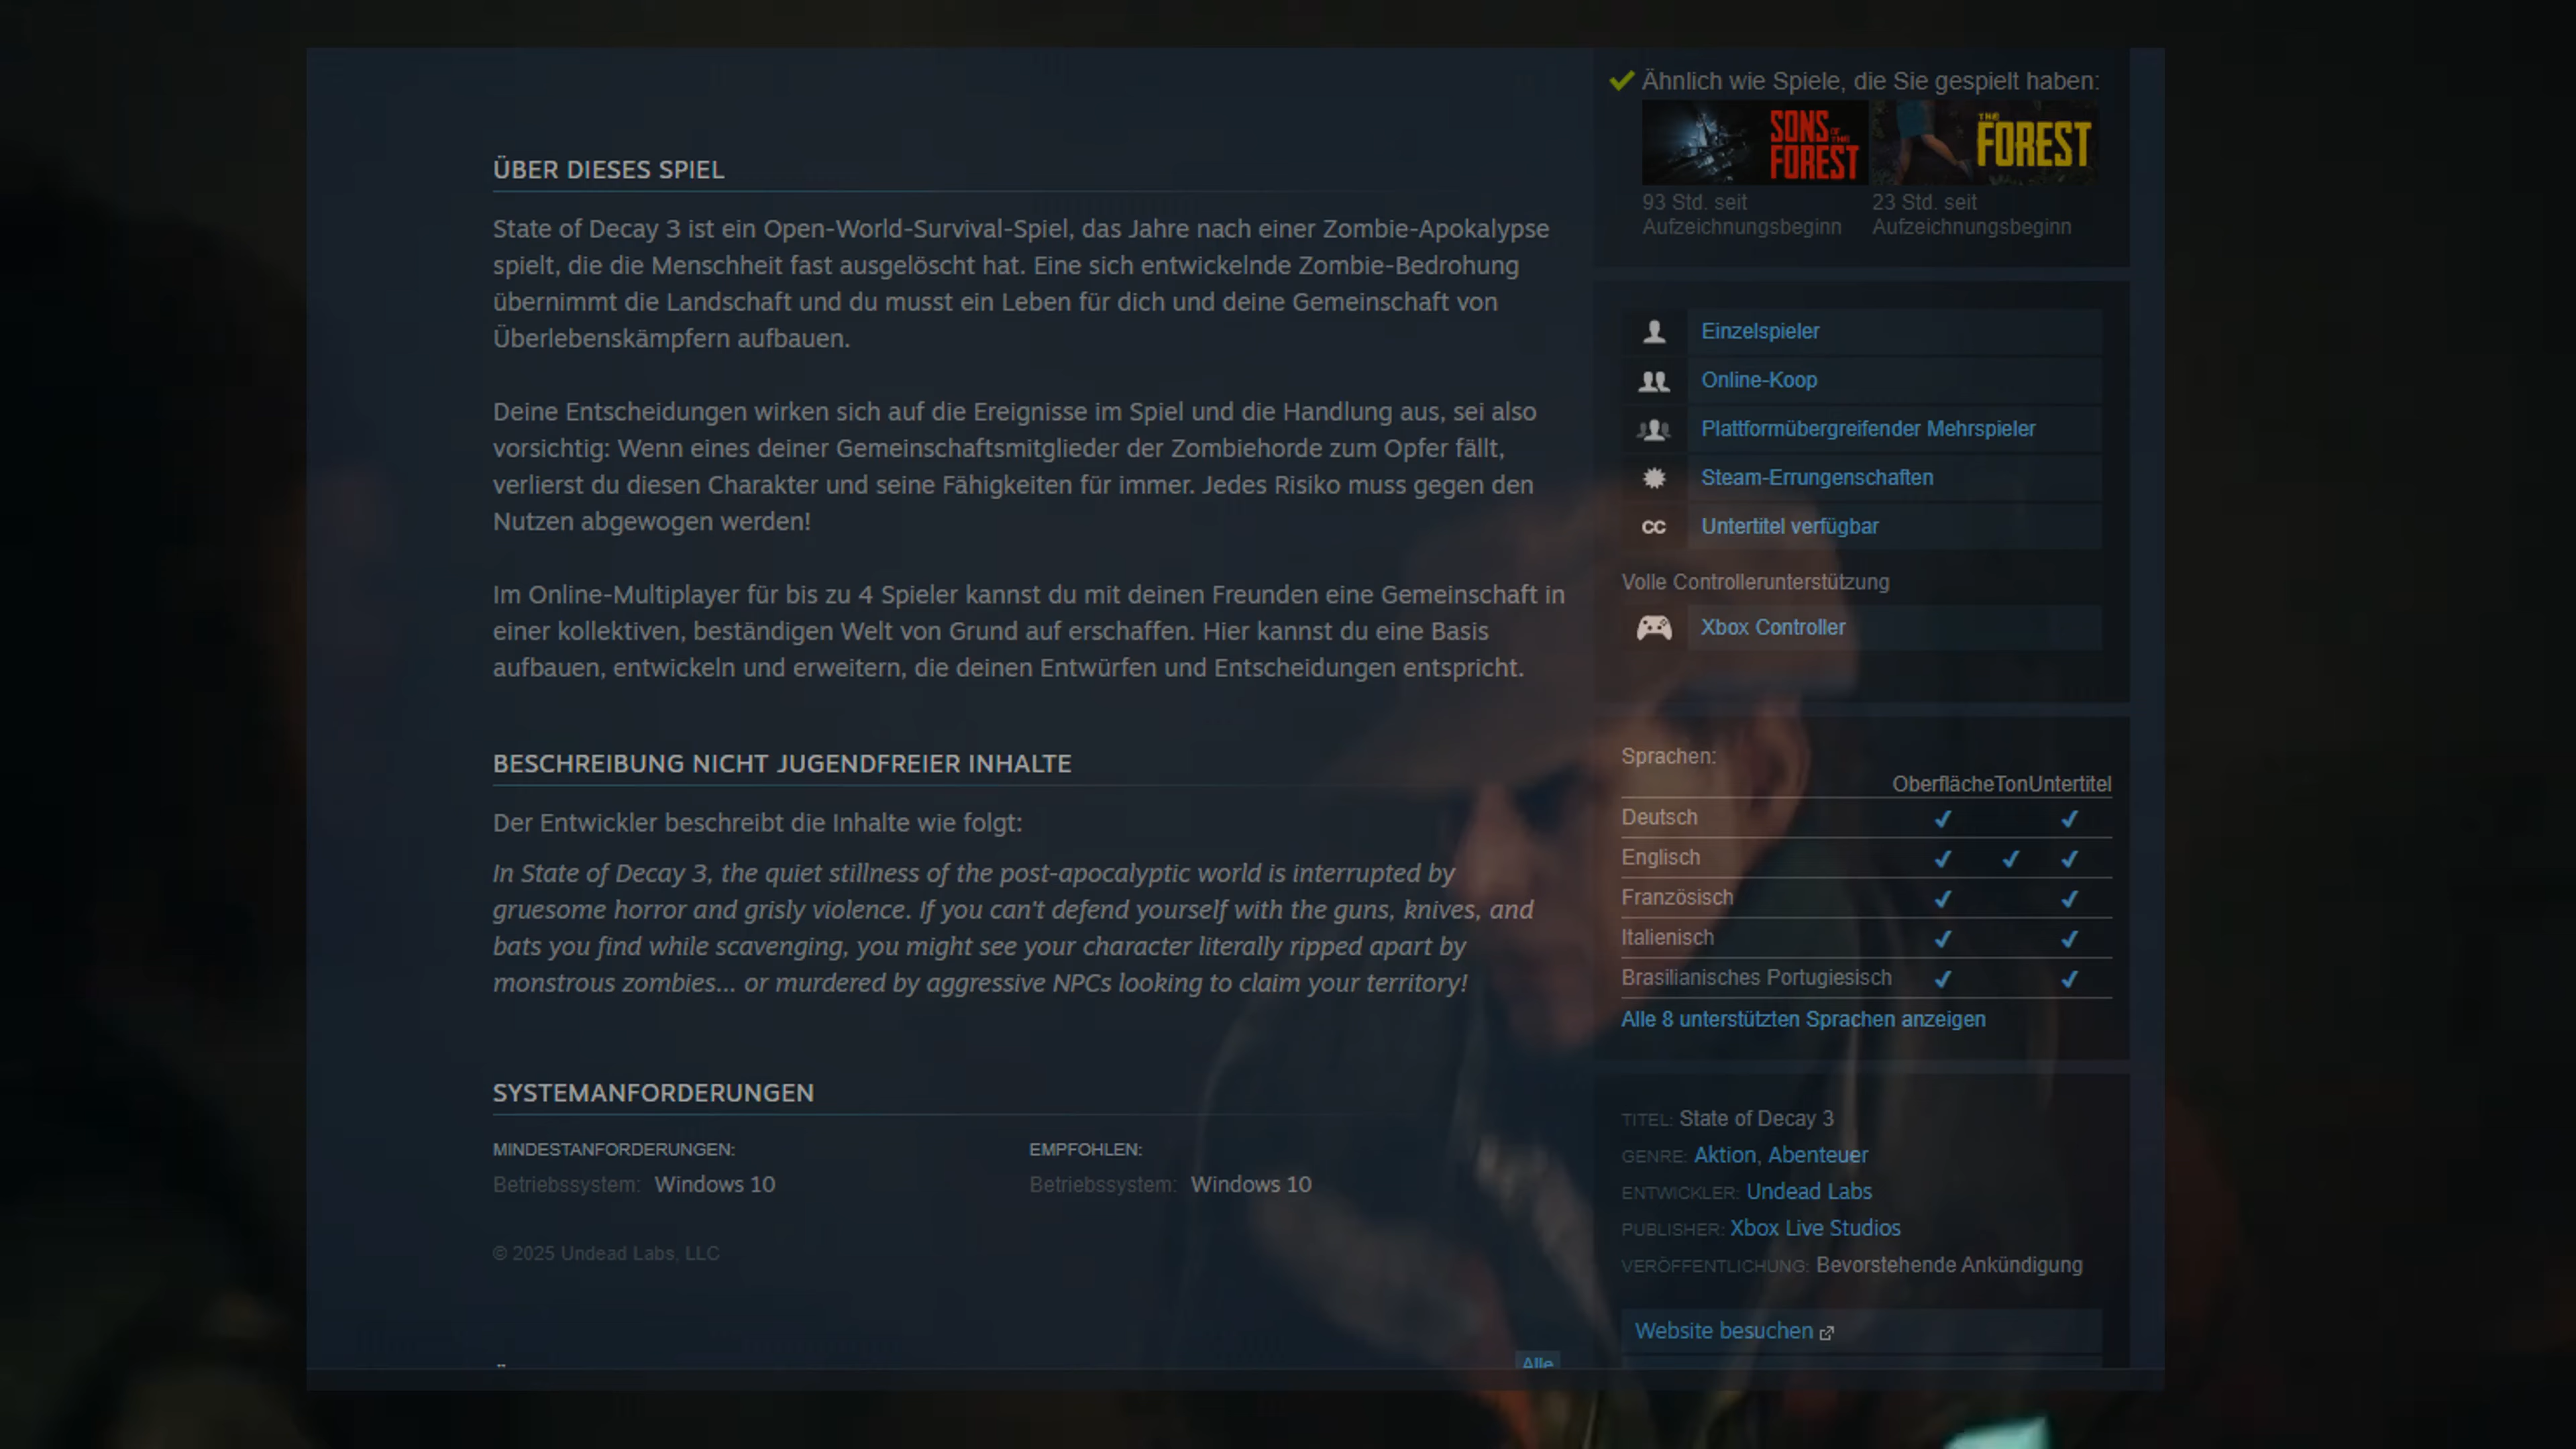 ÜBER DIESES SPIEL
State of Decay 3 ist ein Open-World-Survival-Spiel, das Jahre nach einer Zombie-Apokalypse
spielt, die die Menschheit fast ausgelöscht hat. Eine sich entwickelnde Zombie-Bedrohung
übernimmt die Landschaft und du musst ein Leben für dich und deine Gemeinschaft von
Überlebenskämpfern aufbauen.
Deine Entscheidungen wirken sich auf die Ereignisse im Spiel und die Handlung aus, sei also
vorsichtig: Wenn eines deiner Gemeinschaftsmitglieder der Zombiehorde zum Opfer fällt,
verlierst du diesen Charakter und seine Fähigkeiten für immer. Jedes Risiko muss gegen den
Nutzen abgewogen werden!
Im Online-Multiplayer für bis zu 4 Spieler kannst du mit deinen Freunden eine Gemeinschaft in
einer kollektiven, beständigen Welt von Grund auf erschaffen. Hier kannst du eine Basis
aufbauen, entwickeln und erweitern, die deinen Entwürfen und Entscheidungen entspricht.
BESCHREIBUNG NICHT JUGENDFREIER INHALTE
Der Entwickler beschreibt die Inhalte wie folgt:
In State of Decay 3, the quiet stillness of the post-apocalyptic world is interrupted by
gruesome horror and grisly violence. If you can't defend yourself with the guns, knives, and
bats you find while scavenging, you might see your character literally ripped apart by
monstrous zombies... or murdered by aggressive NPCs looking to claim your territory!
SYSTEMANFORDERUNGEN
MINDESTANFORDERUNGEN:
Betriebssystem: Windows 10
EMPFOHLEN:
Betriebssystem: Windows 10
© 2025 Undead Labs, LLC
Alle
Ähnlich wie Spiele, die Sie gespielt haben:
SONS OF THE FOREST
THE FOREST
93 Std. seit
Aufzeichnungsbeginn
23 Std. seit
Aufzeichnungsbeginn
Einzelspieler
Online-Koop
Plattformübergreifender Mehrspieler
Steam-Errungenschaften
CC Untertitel verfügbar
Volle Controllerunterstützung
Xbox Controller
Sprachen:
Oberfläche Ton Untertitel
Deutsch ✔ ✔
Englisch ✔ ✔ ✔
Französisch ✔ ✔
Italienisch ✔ ✔
Brasilianisches Portugiesisch ✔ ✔
Alle 8 unterstützten Sprachen anzeigen
TITEL: State of Decay 3
GENRE: Aktion, Abenteuer
ENTWICKLER: Undead Labs
PUBLISHER: Xbox Live Studios
VERÖFFENTLICHUNG: Bevorstehende Ankündigung
Website besuchen